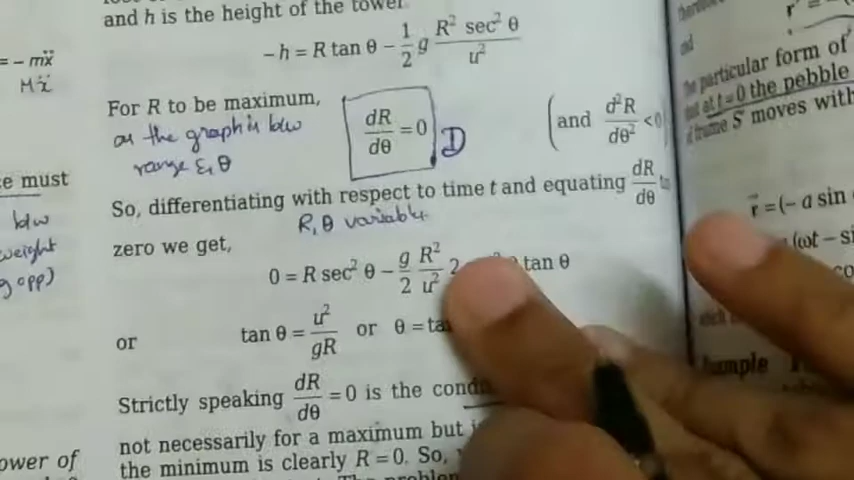 and h is the height of the tower
-h = R tan θ - 1/2 g R² sec² θ / u²
For R to be maximum,
on the graph is b/w
range & θ
dR/dθ = 0
D
(and d²R/dθ² < 0)
So, differentiating with respect to time t and equating dR/dθ to
R, θ variable
zero we get,
0 = R sec² θ - g/2 R²/u² 2 tan θ
or tan θ = u²/gR or θ =
Strictly speaking dR/dθ = 0 is the
not necessarily for a maximum but
the minimum is clearly R = 0. So,
= - mẍ
Mẍ
must
b/w
weight
opp)
ower of
r' =
and
he particular form of
at t = 0 the pebble
frame S' moves with
r⃗ = (- a sin
(ωt - si